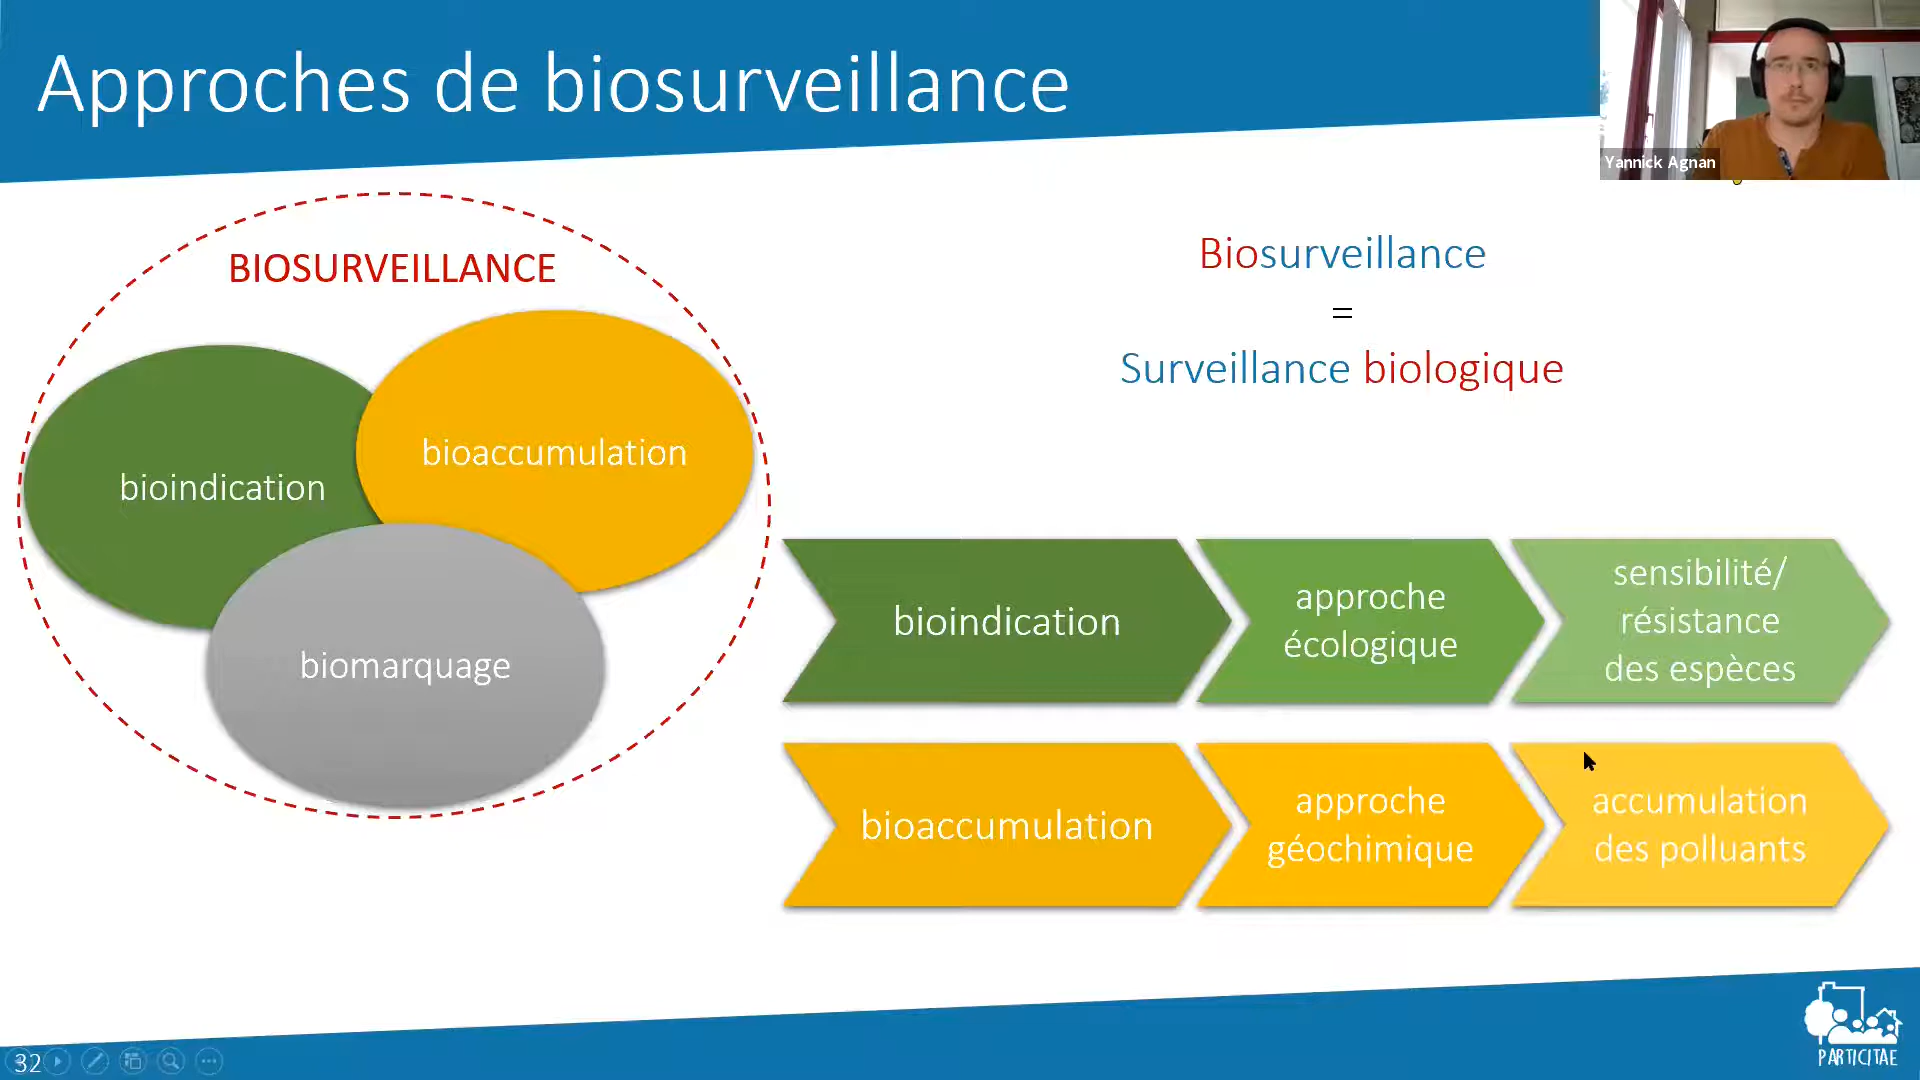 Approches de biosurveillance
Yannick Agnan
BIOSURVEILLANCE
bioindication
bioaccumulation
biomarquage
Biosurveillance
=
Surveillance biologique
bioindication
approche
écologique
sensibilité/
résistance
des espèces
bioaccumulation
approche
géochimique
accumulation
des polluants
32
PARTICITAE